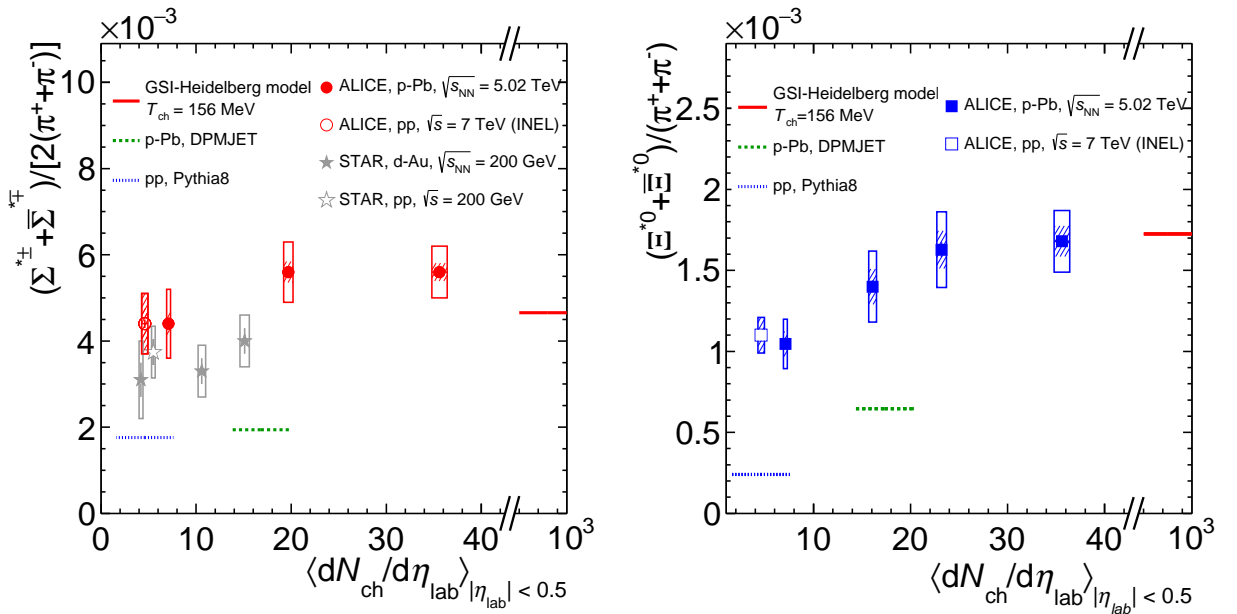 ×10⁻³
(Σ*± + Σ̅*∓)/[2(π⁺+π⁻)]
10
8
6
4
2
0
GSI-Heidelberg model
T_ch = 156 MeV
p-Pb, DPMJET
pp, Pythia8
ALICE, p-Pb, √s_NN = 5.02 TeV
ALICE, pp, √s = 7 TeV (INEL)
STAR, d-Au, √s_NN = 200 GeV
STAR, pp, √s = 200 GeV
0 10 20 30 40 10³
⟨dN_ch/dη_lab⟩_|η_lab| < 0.5
×10⁻³
(Ξ*⁰+Ξ̅*⁰)/(π⁺+π⁻)
2.5
2
1.5
1
0.5
0
GSI-Heidelberg model
T_ch=156 MeV
p-Pb, DPMJET
pp, Pythia8
ALICE, p-Pb, √s_NN = 5.02 TeV
ALICE, pp, √s = 7 TeV (INEL)
10 20 30 40 10³
⟨dN_ch/dη_lab⟩_|η_lab| < 0.5